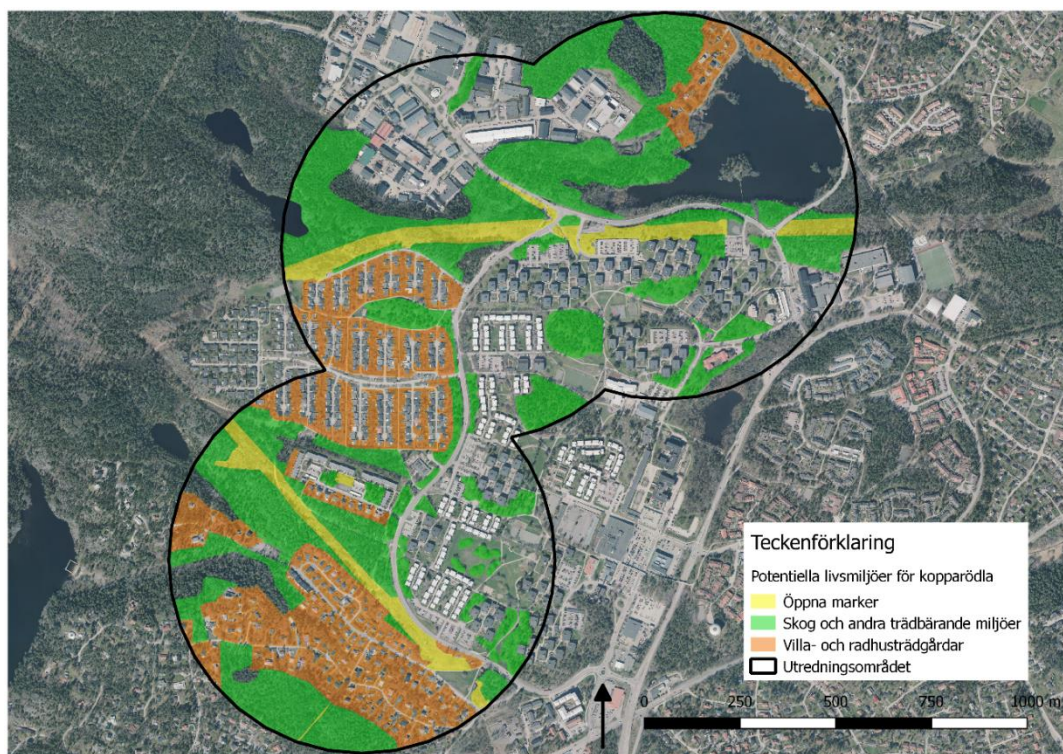 Teckenförklaring
Potentiella livsmiljöer för kopparödla
Öppna marker
Skog och andra trädbärande miljöer
Villa- och radhusträdgårdar
Utredningsområdet
0 250 500 750 1000 m